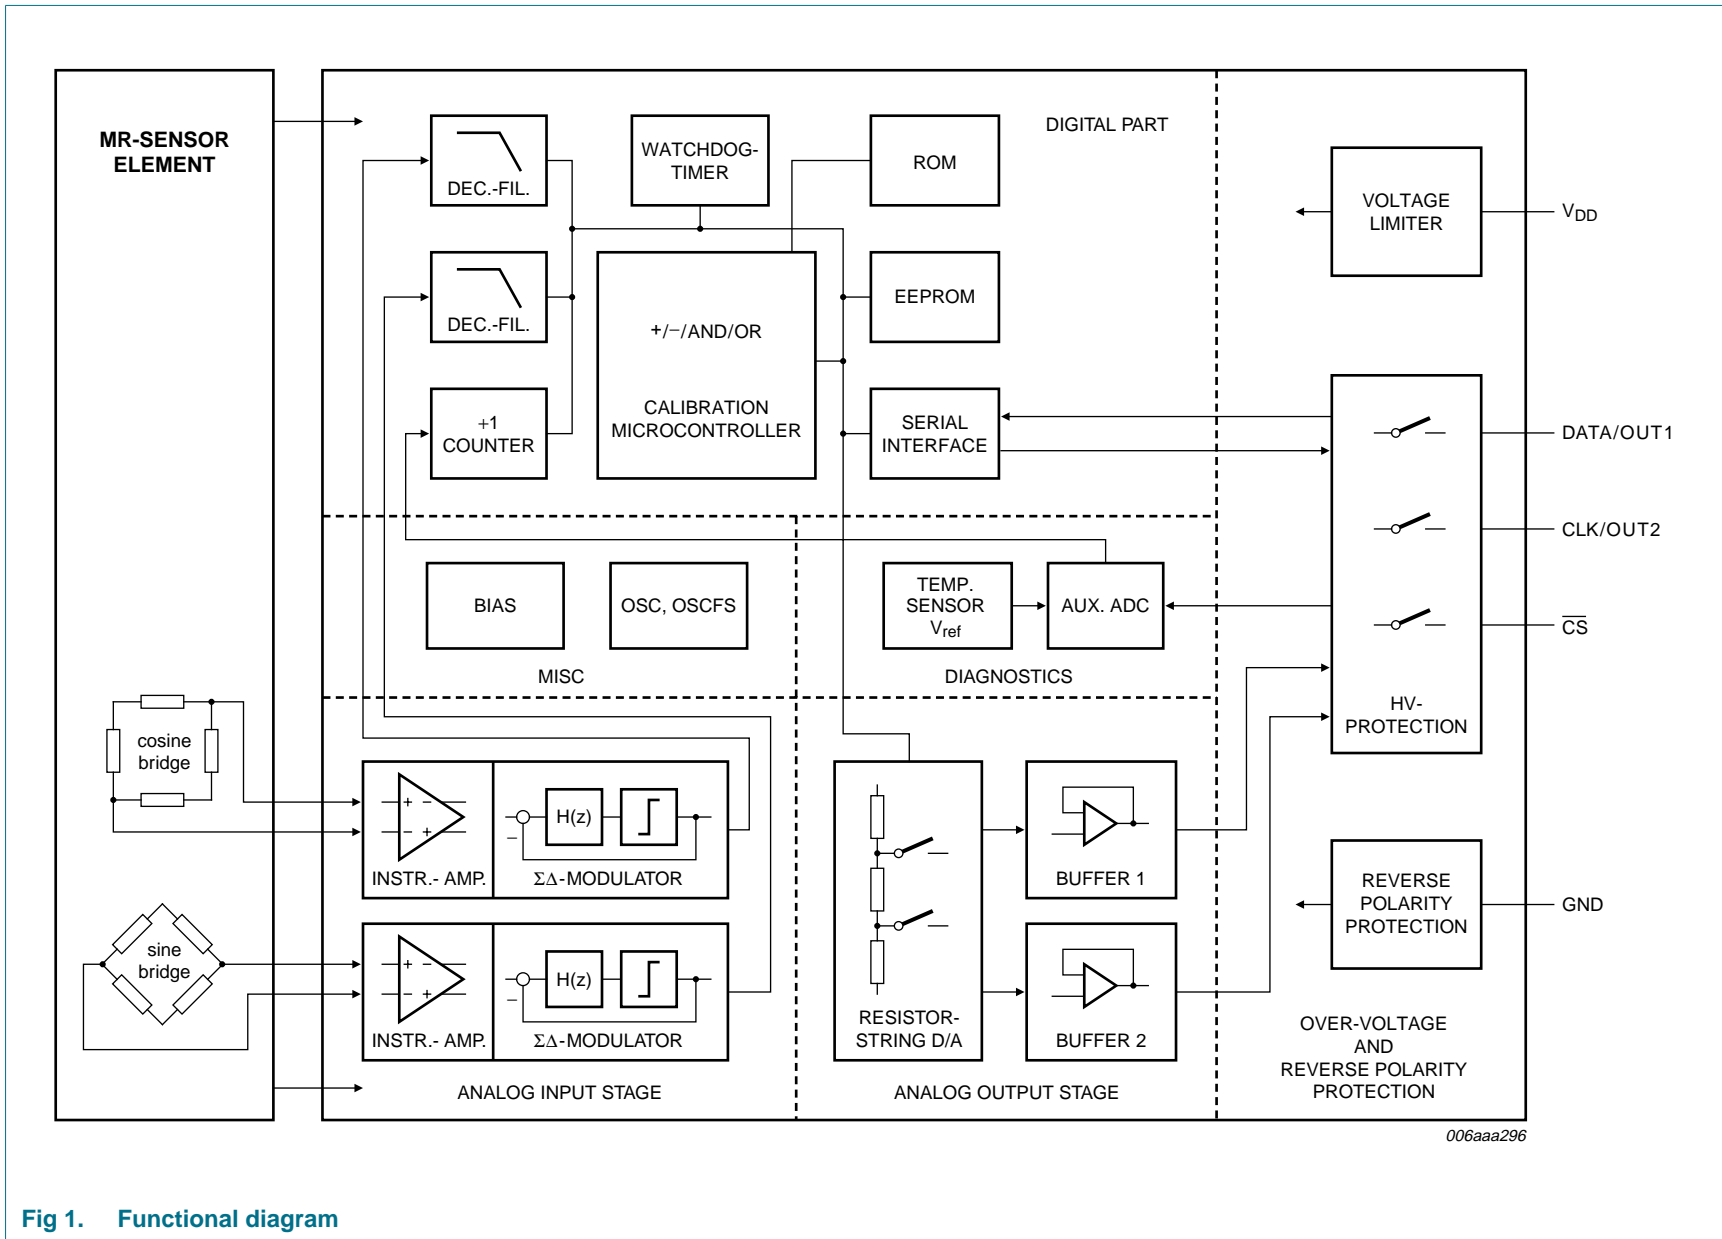 MR-SENSOR
ELEMENT
DEC.-FIL.
WATCHDOG-
TIMER
ROM
DIGITAL PART
VOLTAGE
LIMITER
VDD
DEC.-FIL.
+/−/AND/OR
CALIBRATION
MICROCONTROLLER
EEPROM
+1
COUNTER
SERIAL
INTERFACE
DATA/OUT1
CLK/OUT2
CS
HV-
PROTECTION
BIAS
OSC, OSCFS
MISC
TEMP.
SENSOR
Vref
AUX. ADC
DIAGNOSTICS
cosine
bridge
+ −
− +
INSTR.- AMP.
−
H(z)
ΣΔ-MODULATOR
BUFFER 1
REVERSE
POLARITY
PROTECTION
GND
sine
bridge
+ −
− +
INSTR.- AMP.
−
H(z)
ΣΔ-MODULATOR
RESISTOR-
STRING D/A
BUFFER 2
ANALOG INPUT STAGE
ANALOG OUTPUT STAGE
OVER-VOLTAGE
AND
REVERSE POLARITY
PROTECTION
006aaa296
Fig 1. Functional diagram